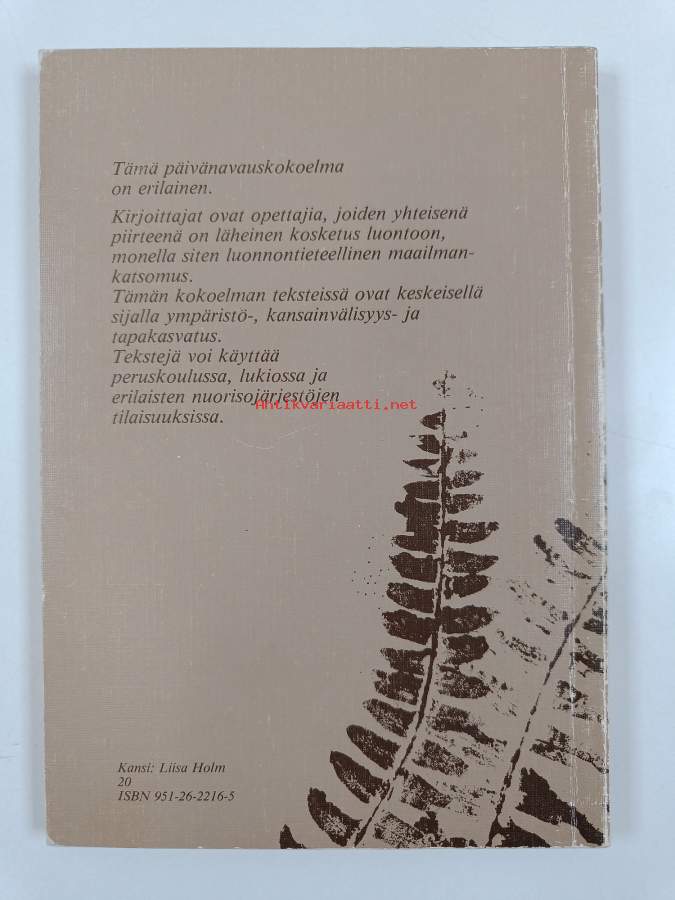 Tämä päivänavauskokoelma
on erilainen.
Kirjoittajat ovat opettajia, joiden yhteisenä
piirteenä on läheinen kosketus luontoon,
monella siten luonnontieteellinen maailman-
katsomus.
Tämän kokoelman teksteissä ovat keskeisellä
sijalla ympäristö-, kansainvälisyys- ja
tapakasvatus.
Tekstejä voi käyttää
peruskoulussa, lukiossa ja
erilaisten nuorisojärjestöjen
Antikvariaatti.net
tilaisuuksissa.
Kansi: Liisa Holm
20
ISBN 951-26-2216-5